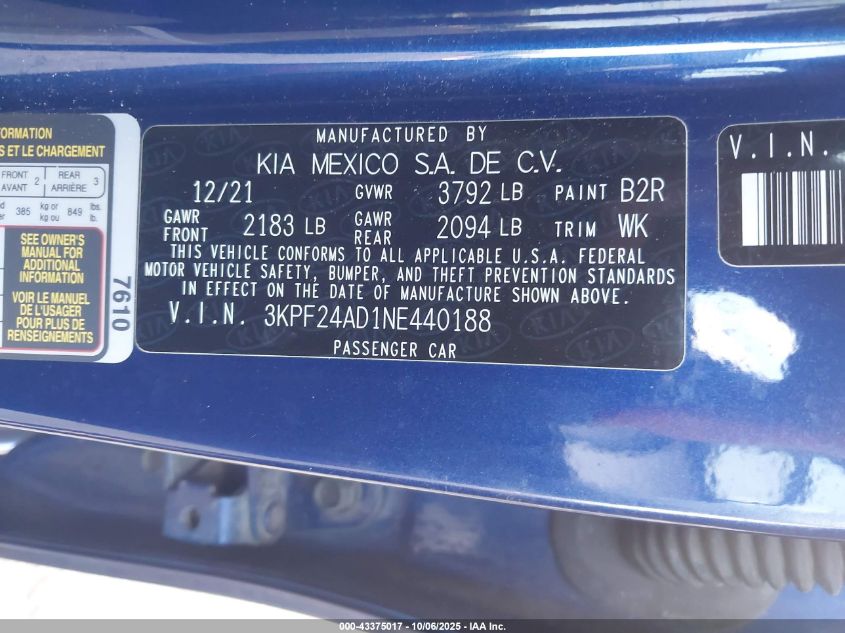 ORMATION
S ET LE CHARGEMENT
FRONT AVANT 2 REAR ARRIÈRE 3
385 kg or kg ou 849 lbs. lb.
SEE OWNER'S
MANUAL FOR
ADDITIONAL
INFORMATION
VOIR LE MANUEL
DE L'USAGER
POUR PLUS DE
RENSEIGNEMENTS
7610
MANUFACTURED BY
KIA MEXICO S.A. DE C.V.
12/21 GVWR 3792 LB PAINT B2R
GAWR FRONT 2183 LB GAWR REAR 2094 LB TRIM WK
THIS VEHICLE CONFORMS TO ALL APPLICABLE U.S.A. FEDERAL
MOTOR VEHICLE SAFETY, BUMPER, AND THEFT PREVENTION STANDARDS
IN EFFECT ON THE DATE OF MANUFACTURE SHOWN ABOVE.
V.I.N. 3KPF24AD1NE440188
PASSENGER CAR
V.I.N.
000-43375017 - 10/06/2025 - IAA Inc.